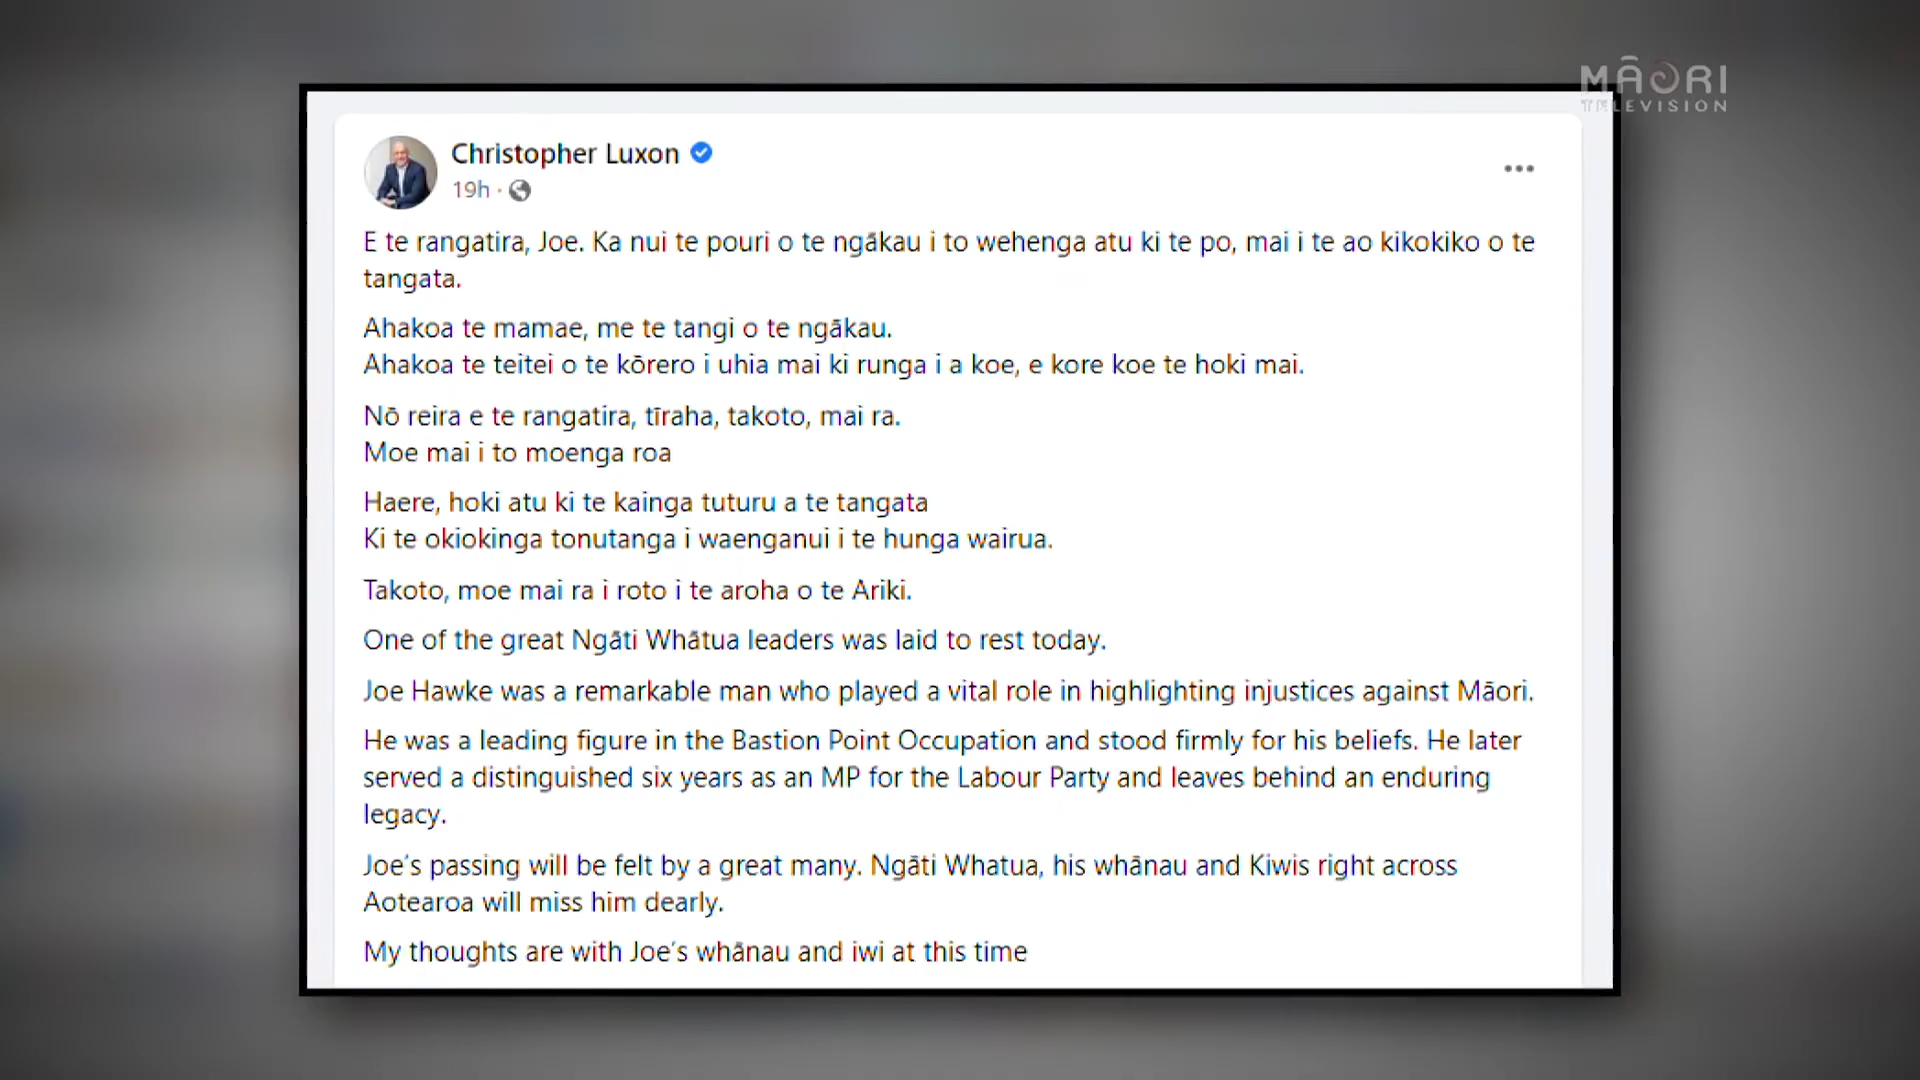 MĀORI
TELEVISION
Christopher Luxon
19h ·
E te rangatira, Joe. Ka nui te pouri o te ngākau i to wehenga atu ki te po, mai i te ao kikokiko o te
tangata.
Ahakoa te mamae, me te tangi o te ngākau.
Ahakoa te teitei o te kōrero i uhia mai ki runga i a koe, e kore koe te hoki mai.
Nō reira e te rangatira, tīraha, takoto, mai ra.
Moe mai i to moenga roa
Haere, hoki atu ki te kainga tuturu a te tangata
Ki te okiokinga tonutanga i waenganui i te hunga wairua.
Takoto, moe mai ra i roto i te aroha o te Ariki.
One of the great Ngāti Whātua leaders was laid to rest today.
Joe Hawke was a remarkable man who played a vital role in highlighting injustices against Māori.
He was a leading figure in the Bastion Point Occupation and stood firmly for his beliefs. He later
served a distinguished six years as an MP for the Labour Party and leaves behind an enduring
legacy.
Joe's passing will be felt by a great many. Ngāti Whatua, his whānau and Kiwis right across
Aotearoa will miss him dearly.
My thoughts are with Joe's whānau and iwi at this time